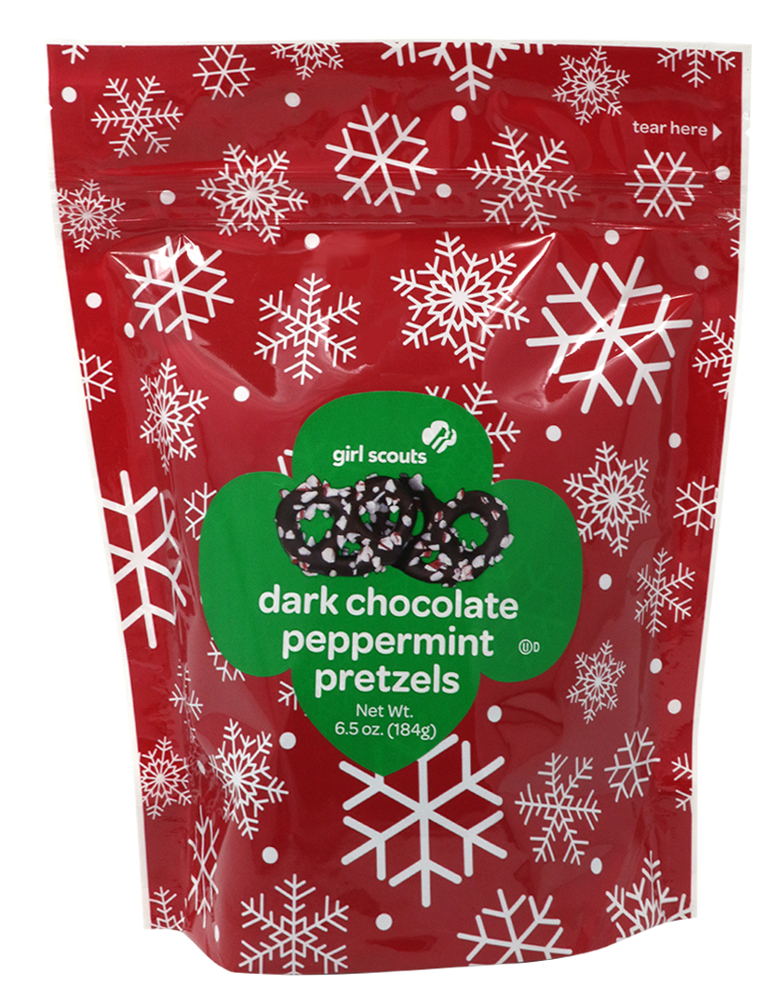 tear here
girl scouts
dark chocolate
peppermint
pretzels
Ⓤ D
Net Wt.
6.5 oz. (184g)